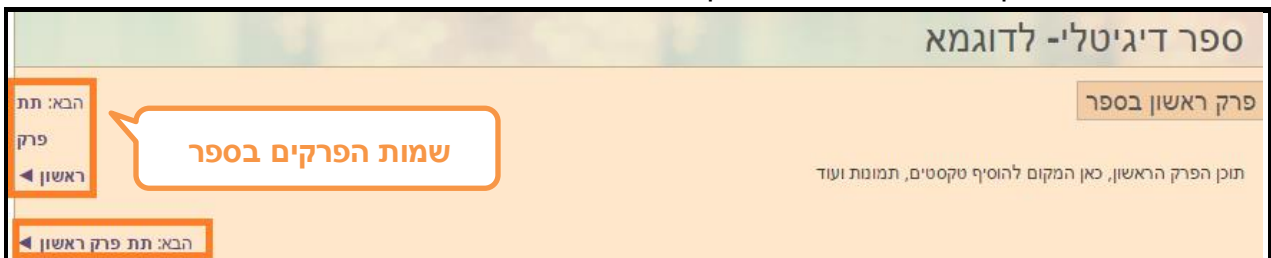 ספר דיגיטלי- לדוגמא
פרק ראשון בספר
הבא: תת
פרק
ראשון ◄
שמות הפרקים בספר
תוכן הפרק הראשון, כאן המקום להוסיף טקסטים, תמונות ועוד
הבא: תת פרק ראשון ◄